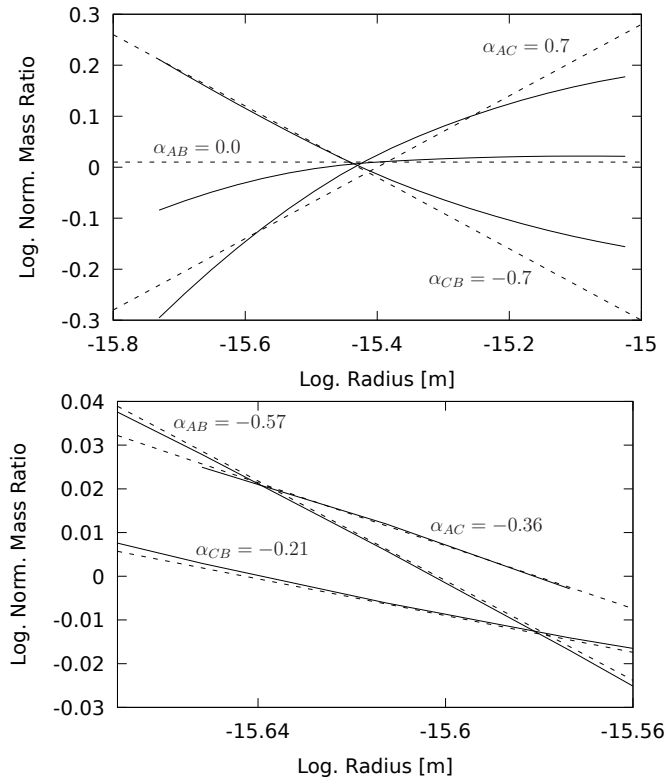 0.3
0.2
0.1
0
-0.1
-0.2
-0.3
Log. Norm. Mass Ratio
α_AC = 0.7
α_AB = 0.0
α_CB = −0.7
-15.8 -15.6 -15.4 -15.2 -15
Log. Radius [m]
0.04
0.03
0.02
0.01
0
-0.01
-0.02
-0.03
Log. Norm. Mass Ratio
α_AB = −0.57
α_AC = −0.36
α_CB = −0.21
-15.64 -15.6 -15.56
Log. Radius [m]